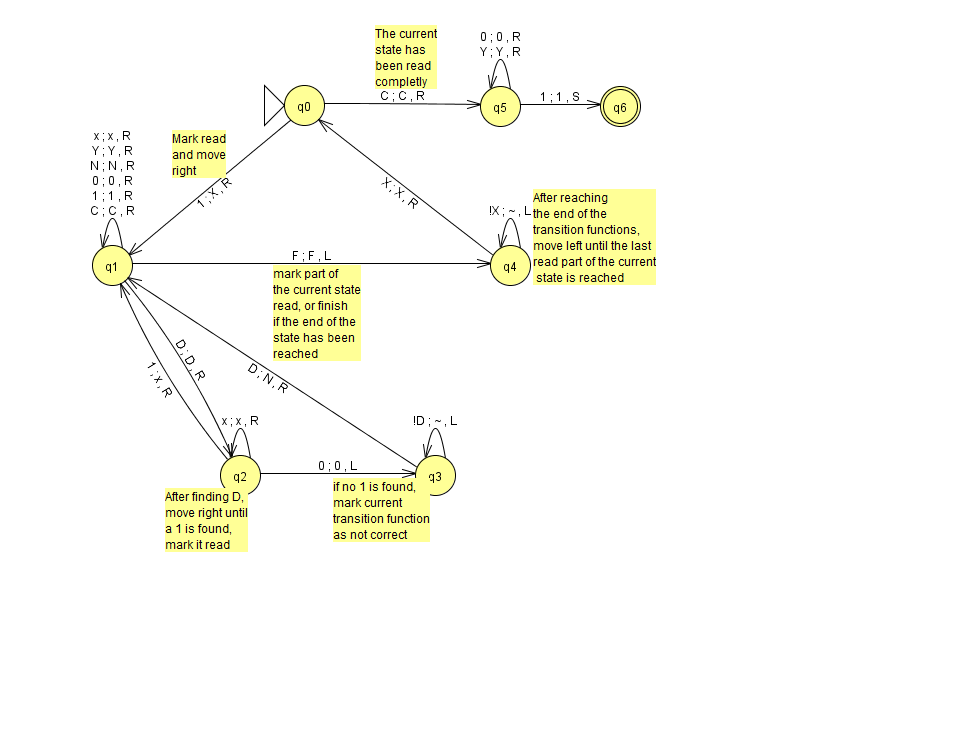 The current
state has
been read
completly
C ; C , R
0 ; 0 , R
Y ; Y , R
q0
q5
1 ; 1 , S
q6
x ; x , R
Y ; Y , R
N ; N , R
0 ; 0 , R
1 ; 1 , R
C ; C , R
Mark read
and move
right
1 ; X , R
X ; X , R
!X ; ~ , L
After reaching
the end of the
transition functions,
move left until the last
read part of the current
state is reached
q1
F ; F , L
q4
mark part of
the current state
read, or finish
if the end of the
state has been
reached
D ; D , R
1 ; x , R
D ; N , R
x ; x , R
!D ; ~ , L
q2
0 ; 0 , L
q3
After finding D,
move right until
a 1 is found,
mark it read
if no 1 is found,
mark current
transition function
as not correct